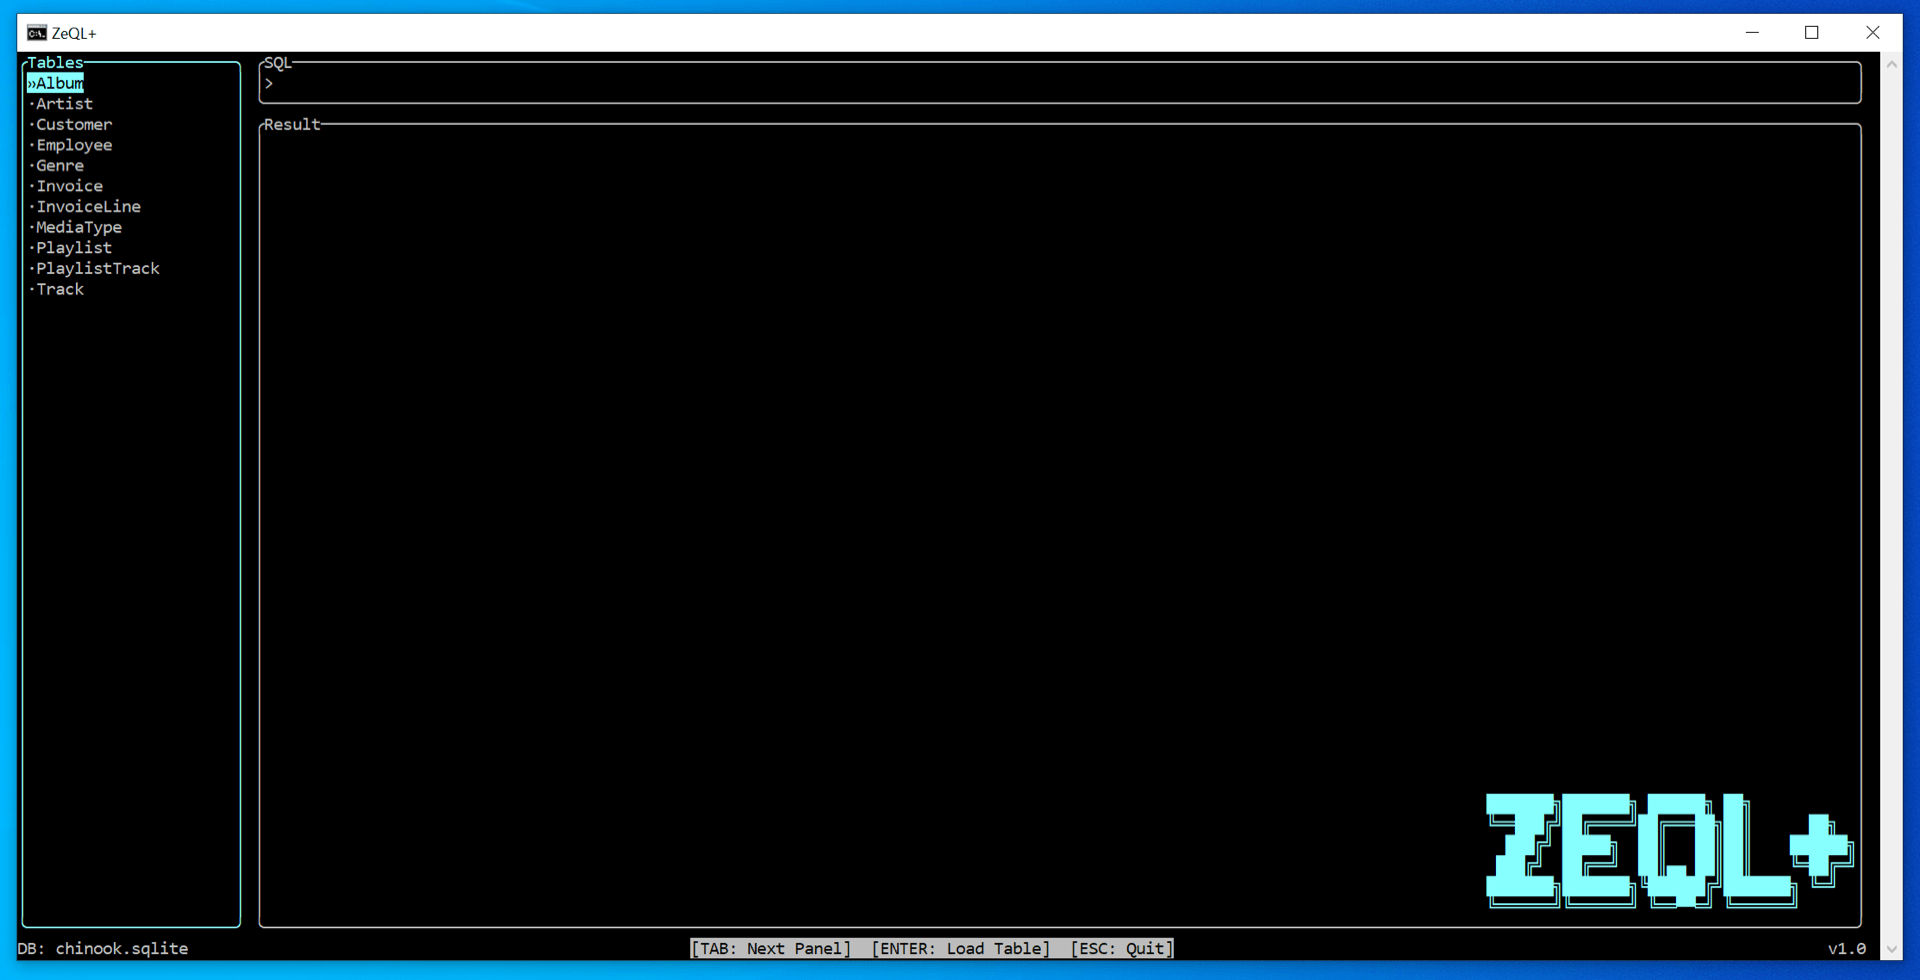 ZeQL+
Tables
»Album
·Artist
·Customer
·Employee
·Genre
·Invoice
·InvoiceLine
·MediaType
·Playlist
·PlaylistTrack
·Track
SQL
>
Result
ZEQL+
DB: chinook.sqlite
[TAB: Next Panel] [ENTER: Load Table] [ESC: Quit]
v1.0